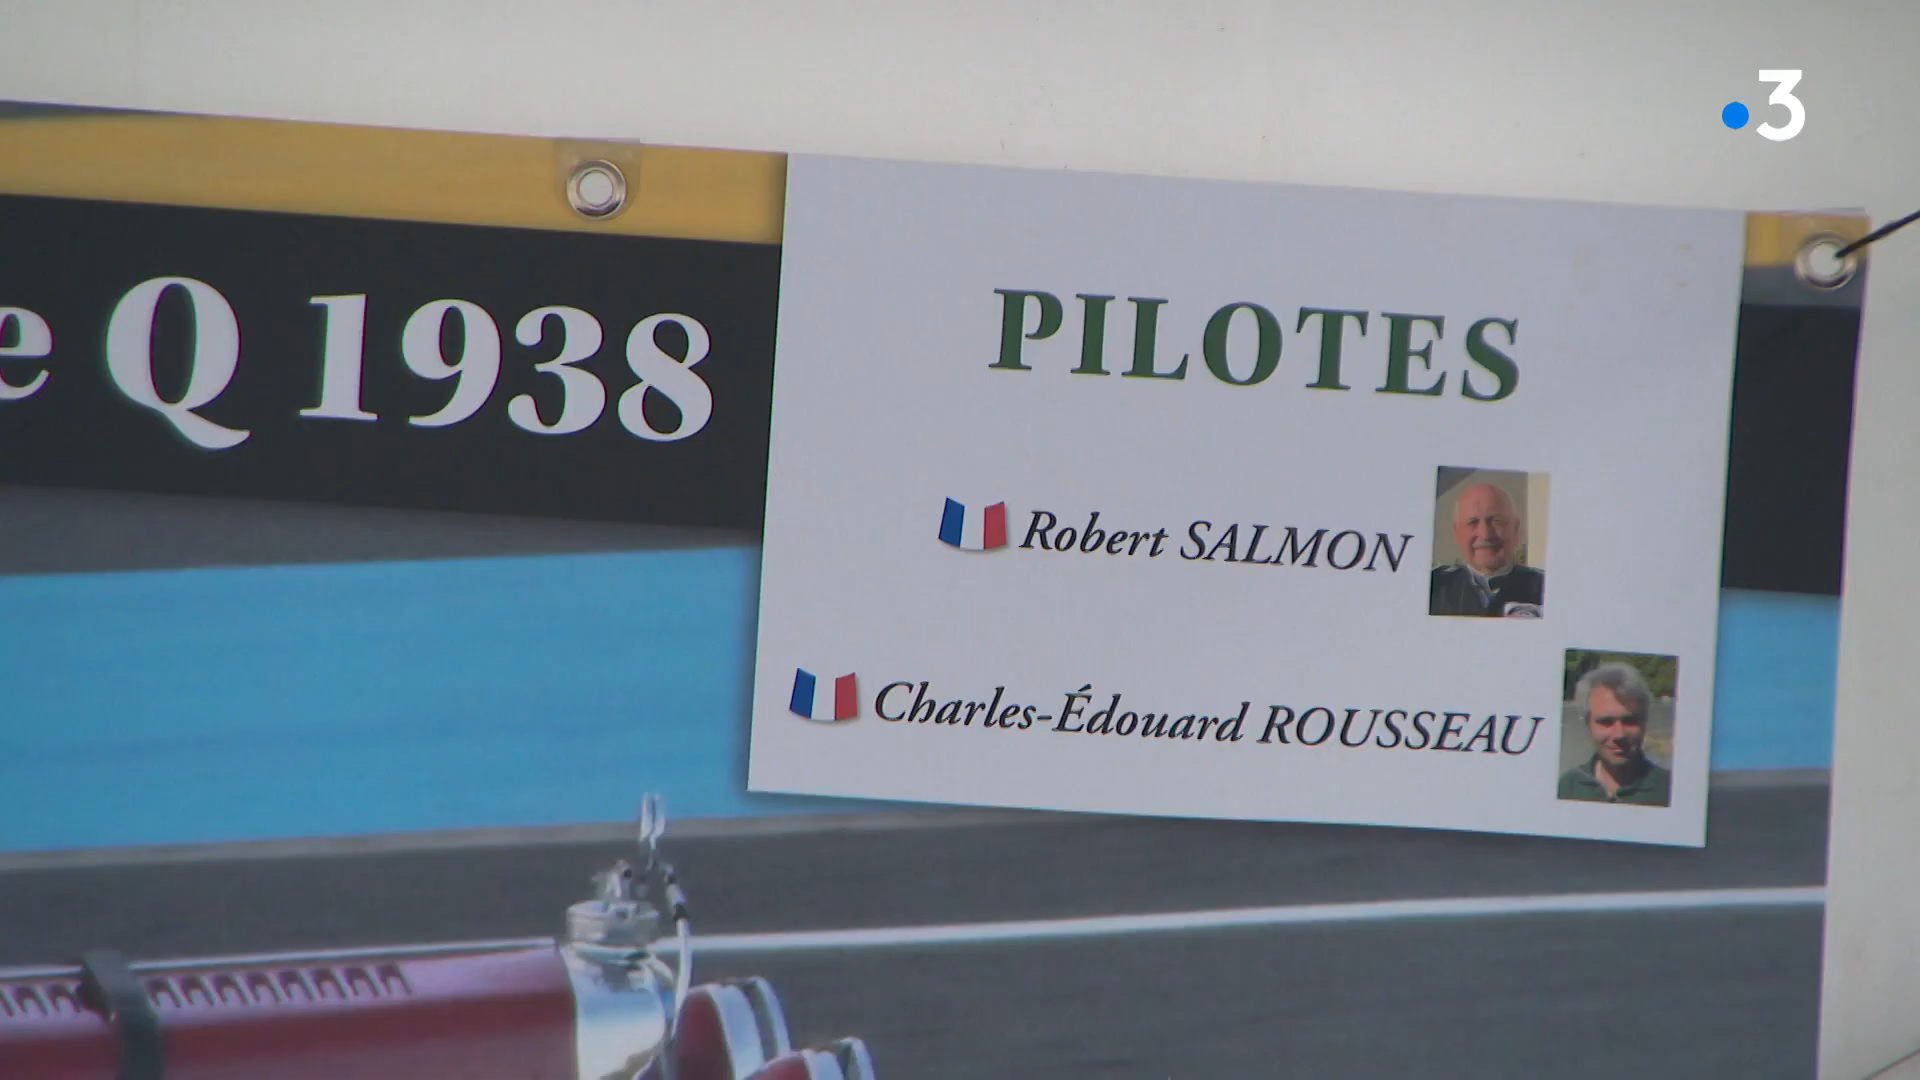 3
e Q 1938
PILOTES
Robert SALMON
Charles-Édouard ROUSSEAU